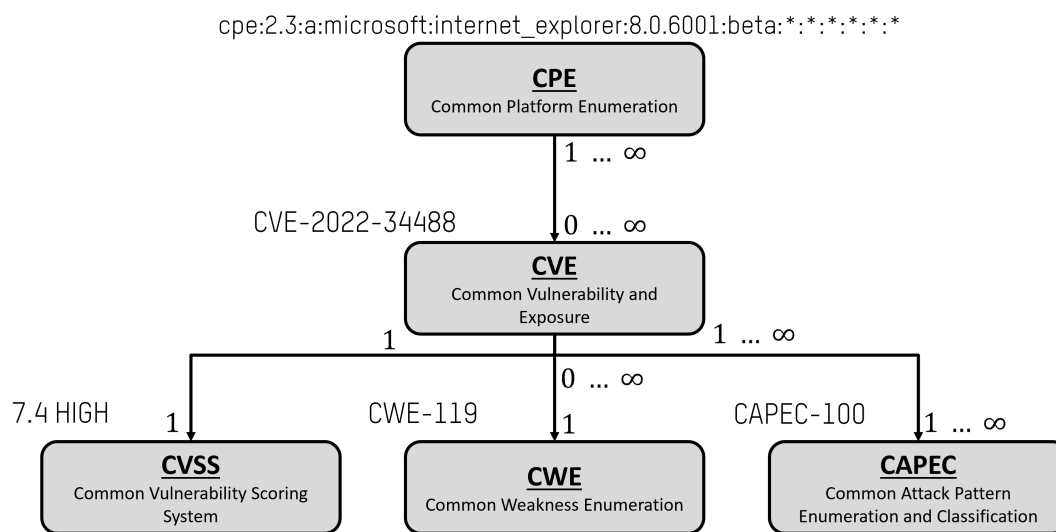 cpe:2.3:a:microsoft:internet_explorer:8.0.6001:beta:*:*:*:*:*:*
CPE
Common Platform Enumeration
1 ... ∞
CVE-2022-34488
0 ... ∞
CVE
Common Vulnerability and
Exposure
1
1 ... ∞
0 ... ∞
7.4 HIGH
1
CWE-119
1
CAPEC-100
1 ... ∞
CVSS
Common Vulnerability Scoring
System
CWE
Common Weakness Enumeration
CAPEC
Common Attack Pattern
Enumeration and Classification